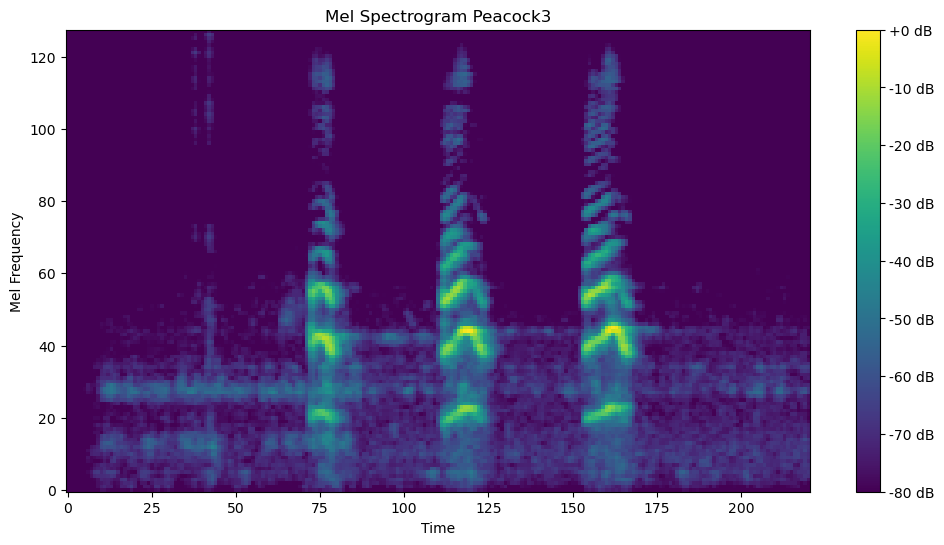 Mel Spectrogram Peacock3
Mel Frequency
120
100
80
60
40
20
0
0 25 50 75 100 125 150 175 200
Time
+0 dB
-10 dB
-20 dB
-30 dB
-40 dB
-50 dB
-60 dB
-70 dB
-80 dB